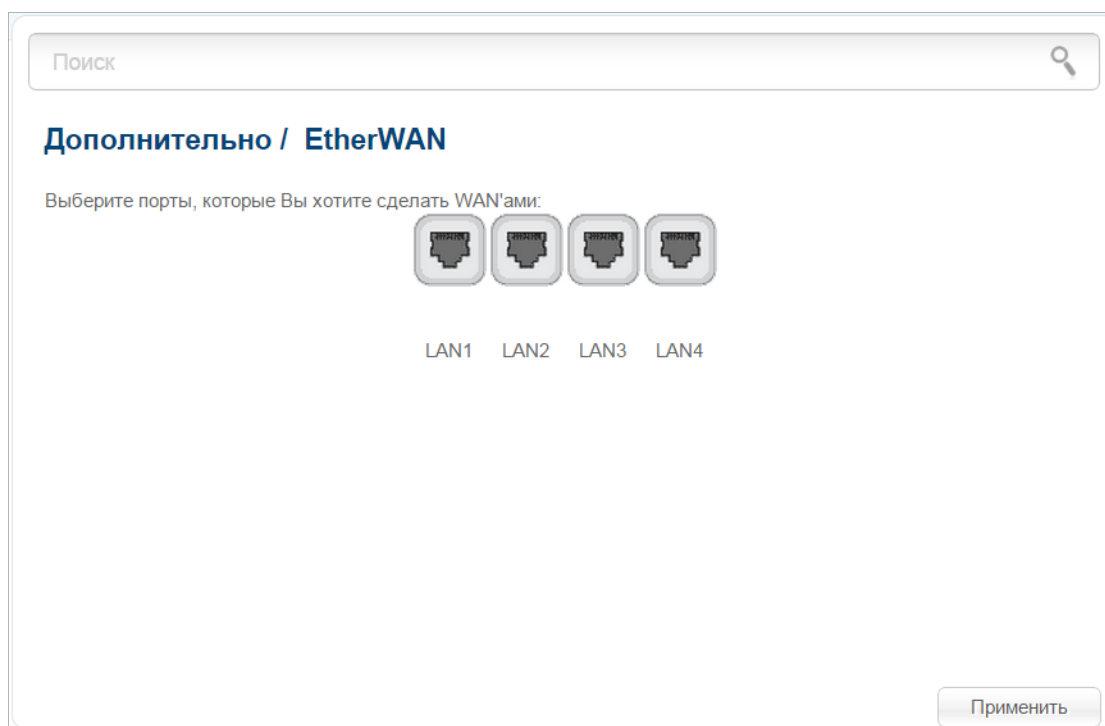 Поиск
Дополнительно / EtherWAN
Выберите порты, которые Вы хотите сделать WAN'ами:
LAN1 LAN2 LAN3 LAN4
Применить